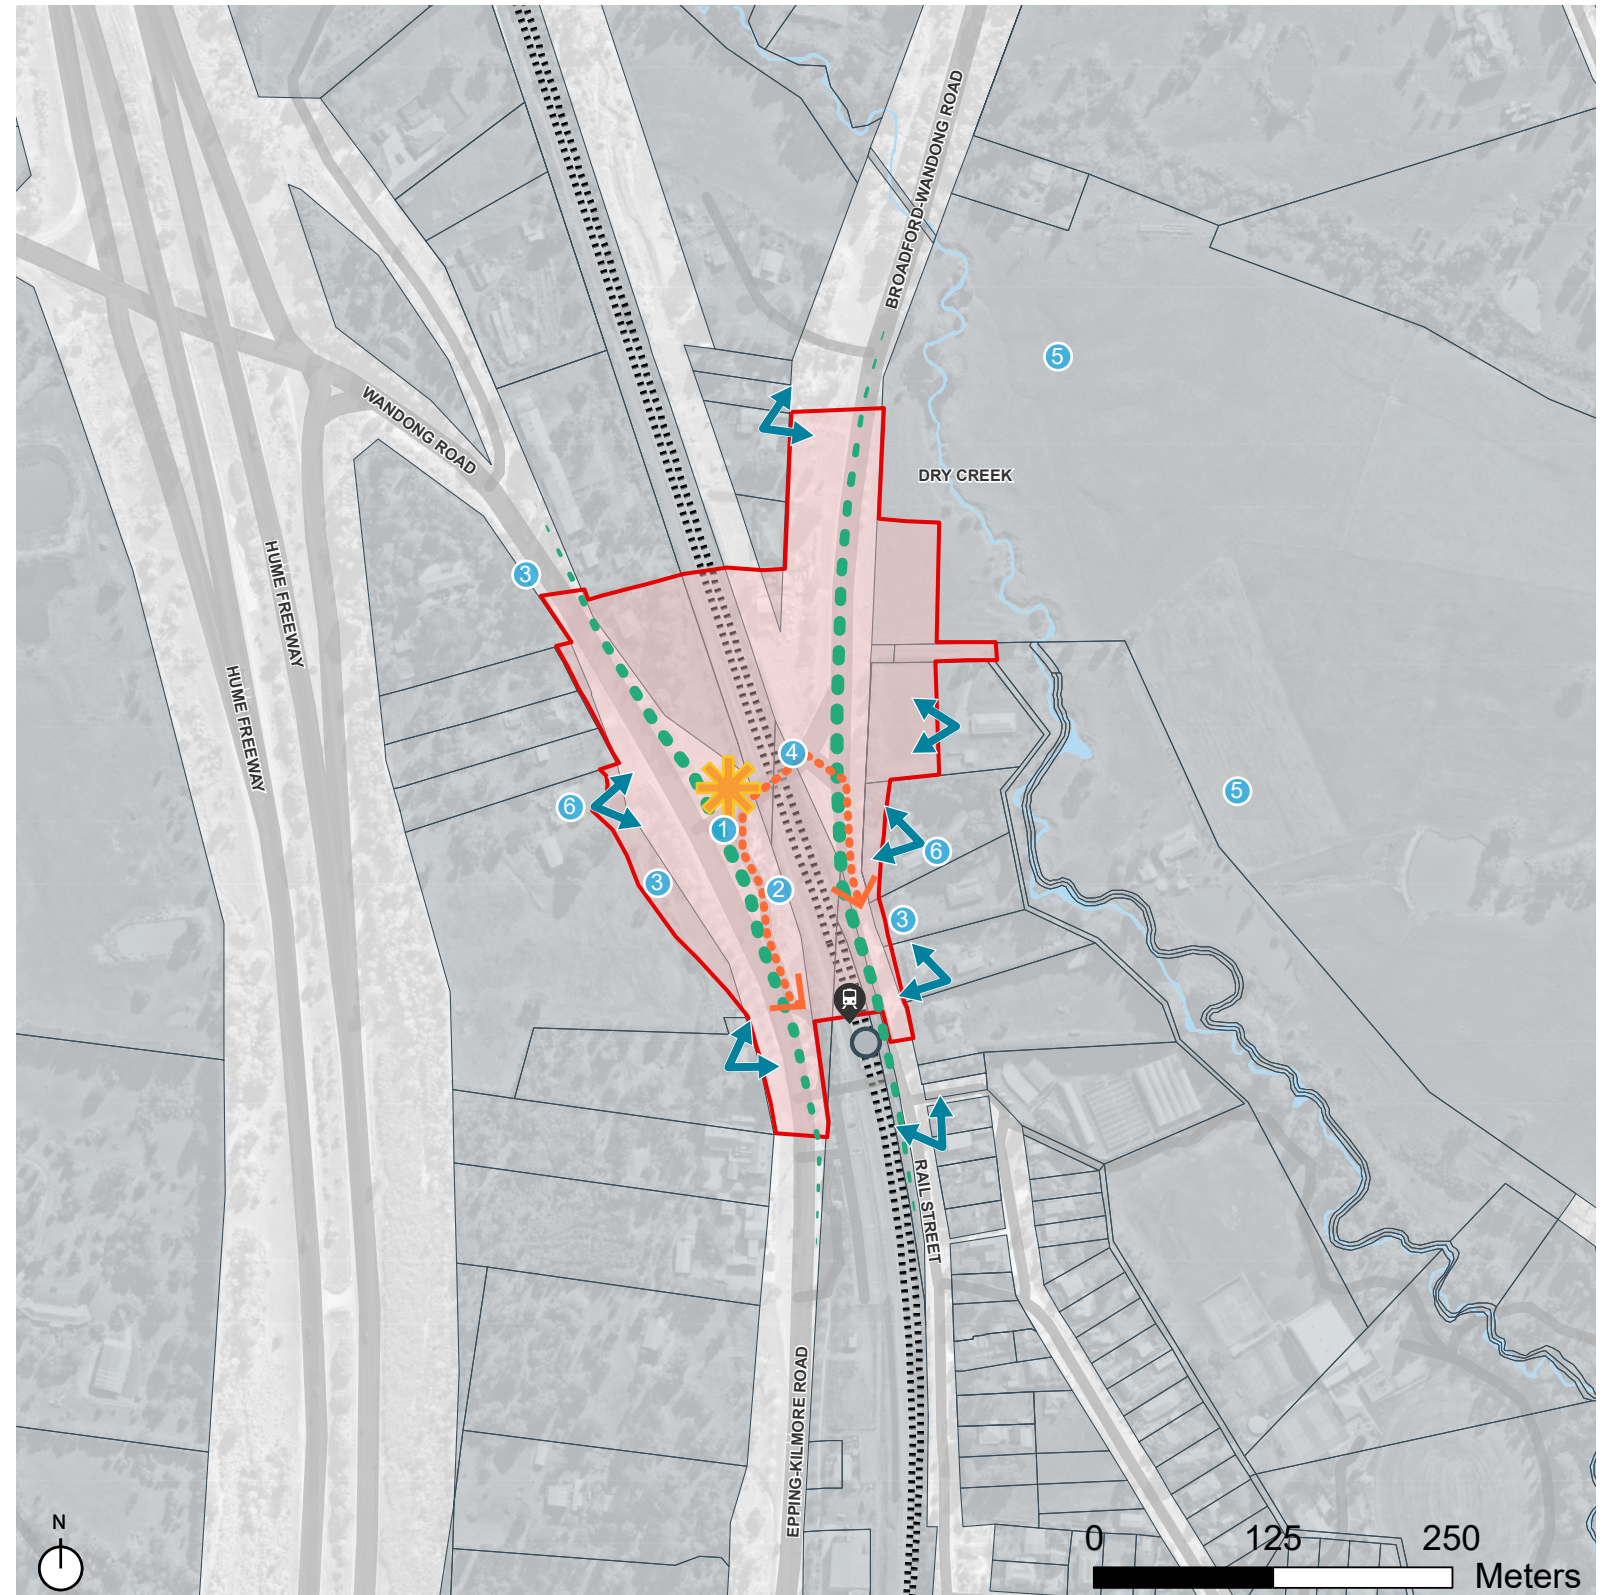 BROADFORD-WANDONG ROAD
5
WANDONG ROAD
DRY CREEK
HUME FREEWAY
3
HUME FREEWAY
4
5
6
1
6
3
2
3
RAIL STREET
EPPING-KILMORE ROAD
N
0 125 250
Meters